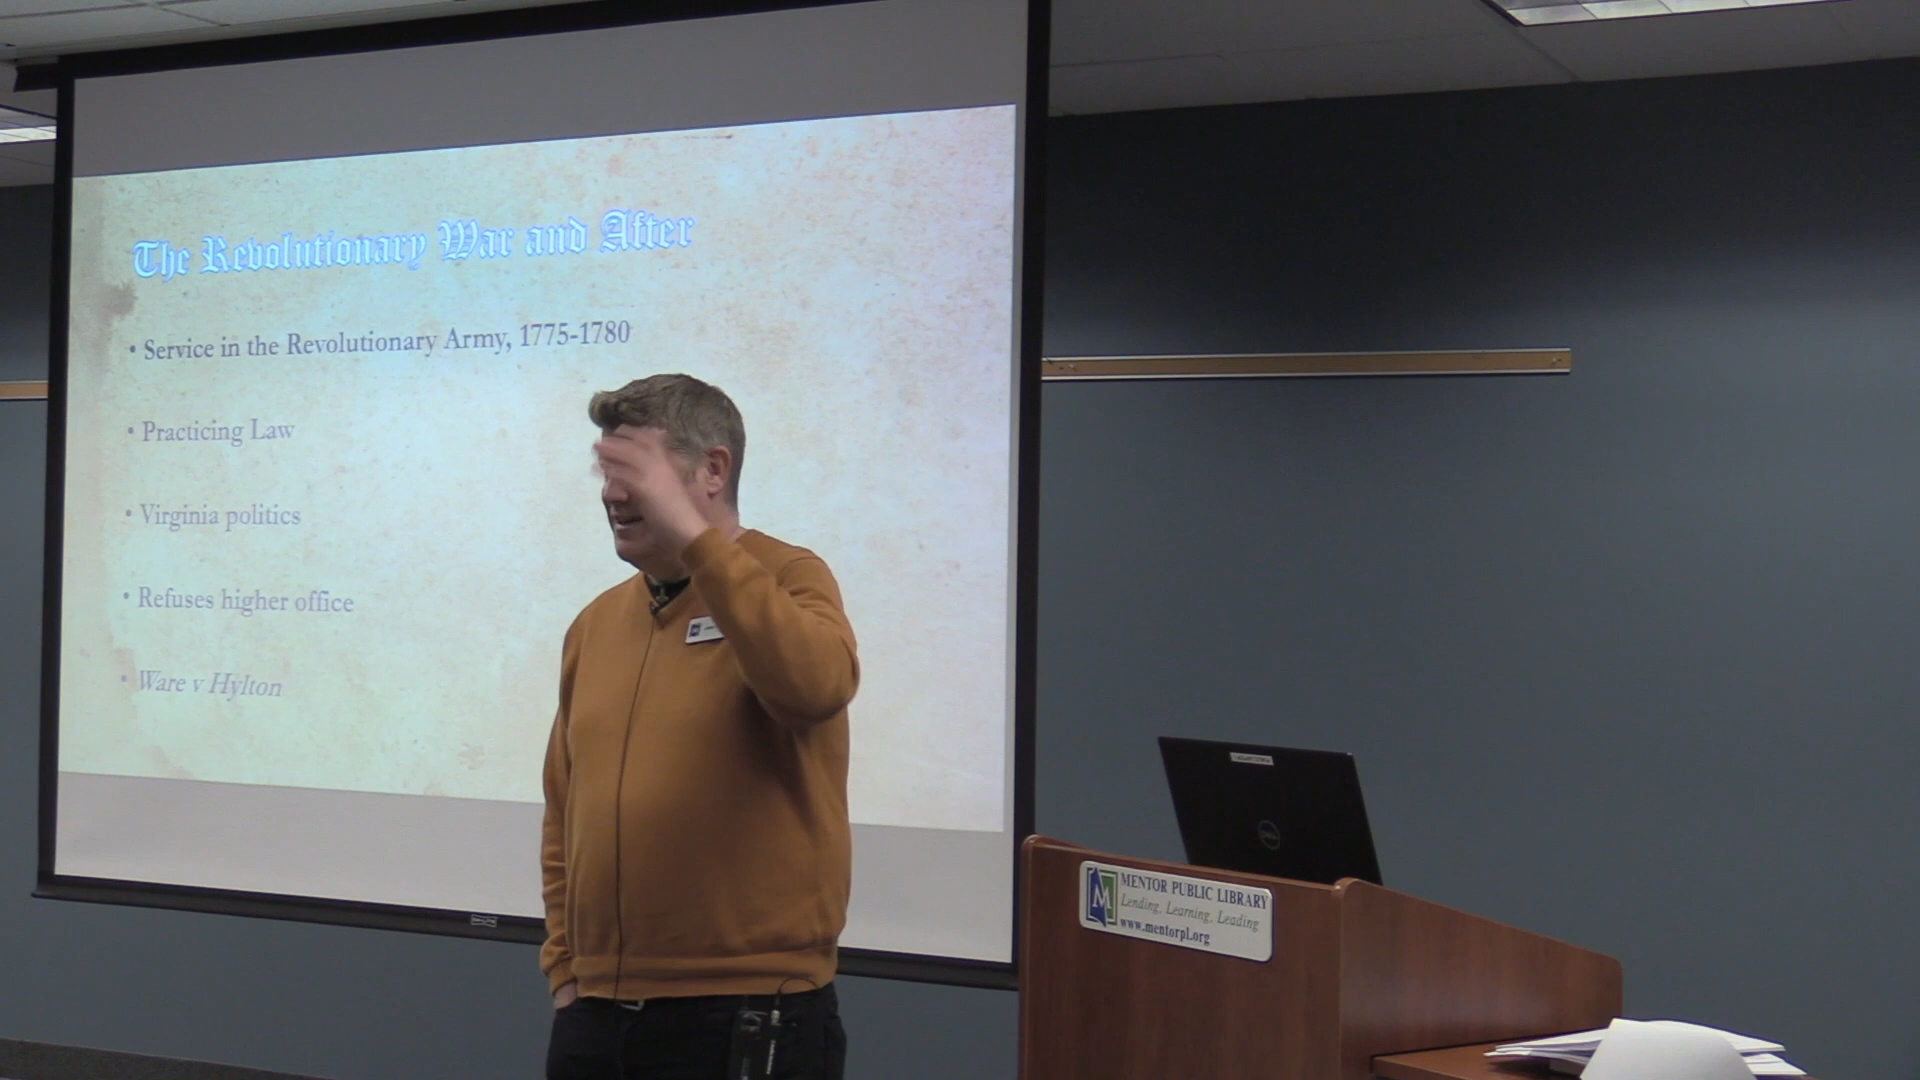 The Revolutionary War and After
• Service in the Revolutionary Army, 1775-1780
• Practicing Law
• Virginia politics
• Refuses higher office
• Ware v Hylton
DELL
MENTOR PUBLIC LIBRARY
Lending, Learning, Leading
www.mentorpl.org